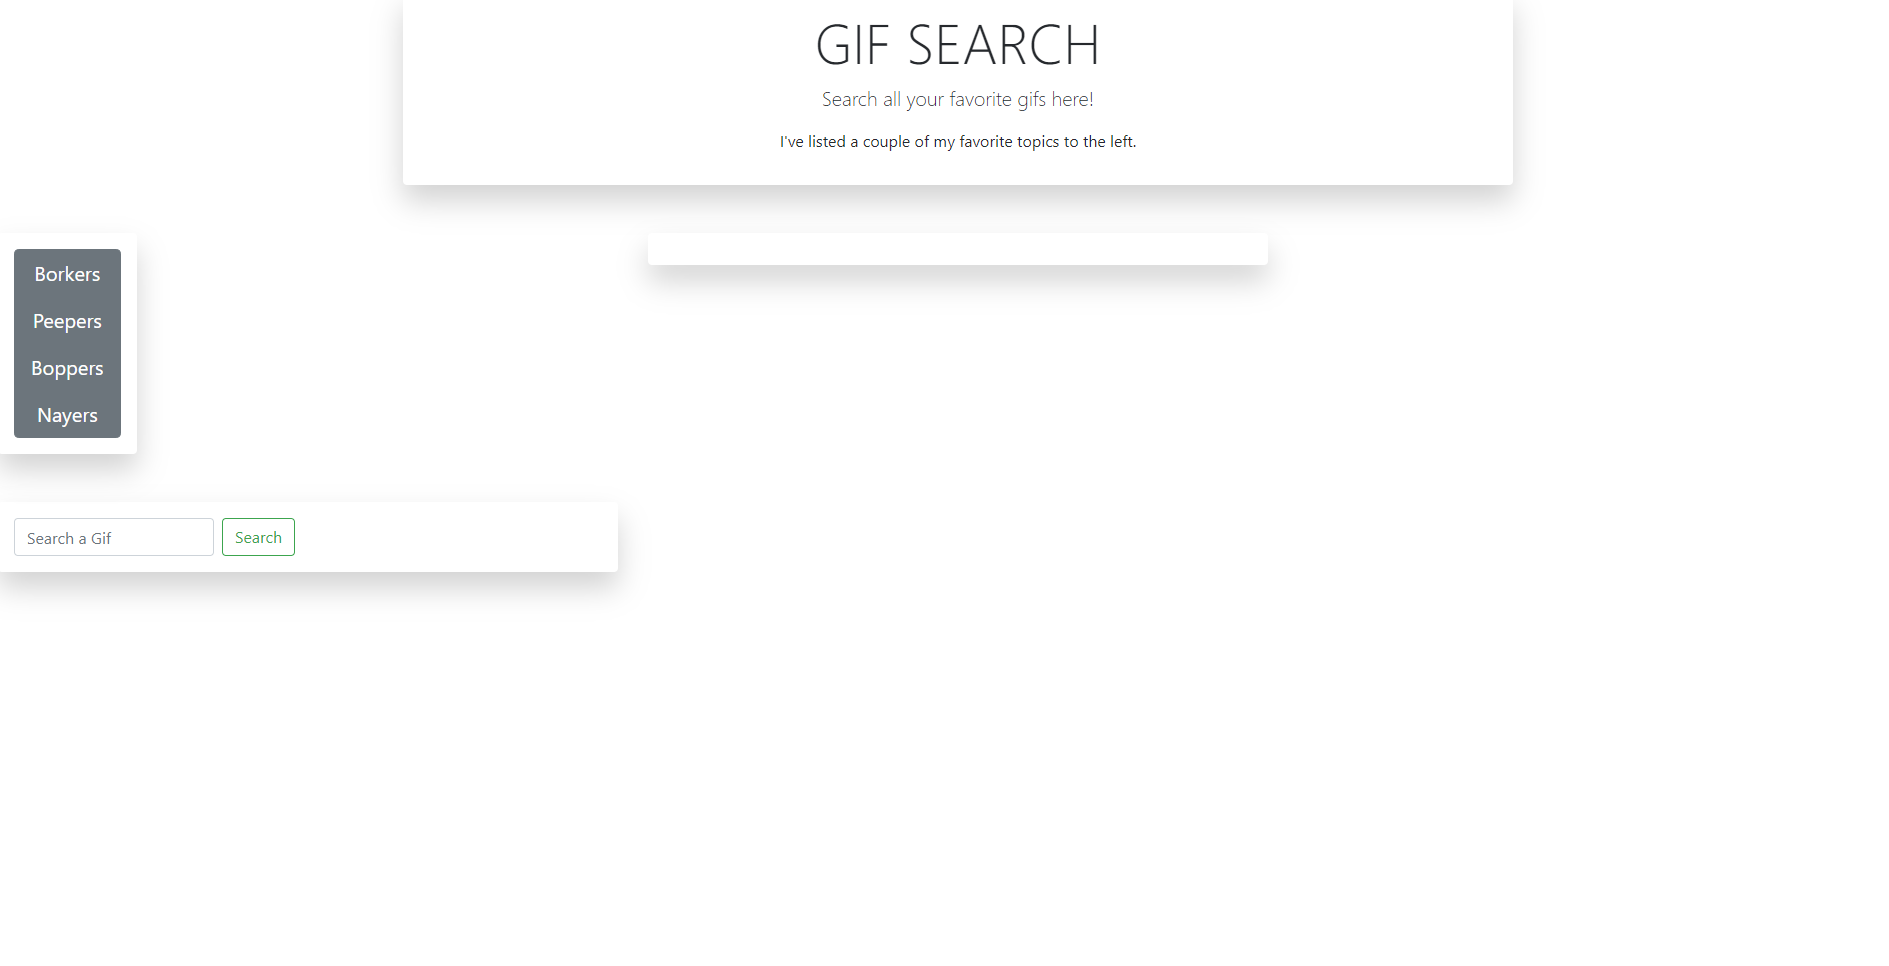 GIF SEARCH
Search all your favorite gifs here!
I've listed a couple of my favorite topics to the left.
Borkers
Peepers
Boppers
Nayers
Search a Gif
Search